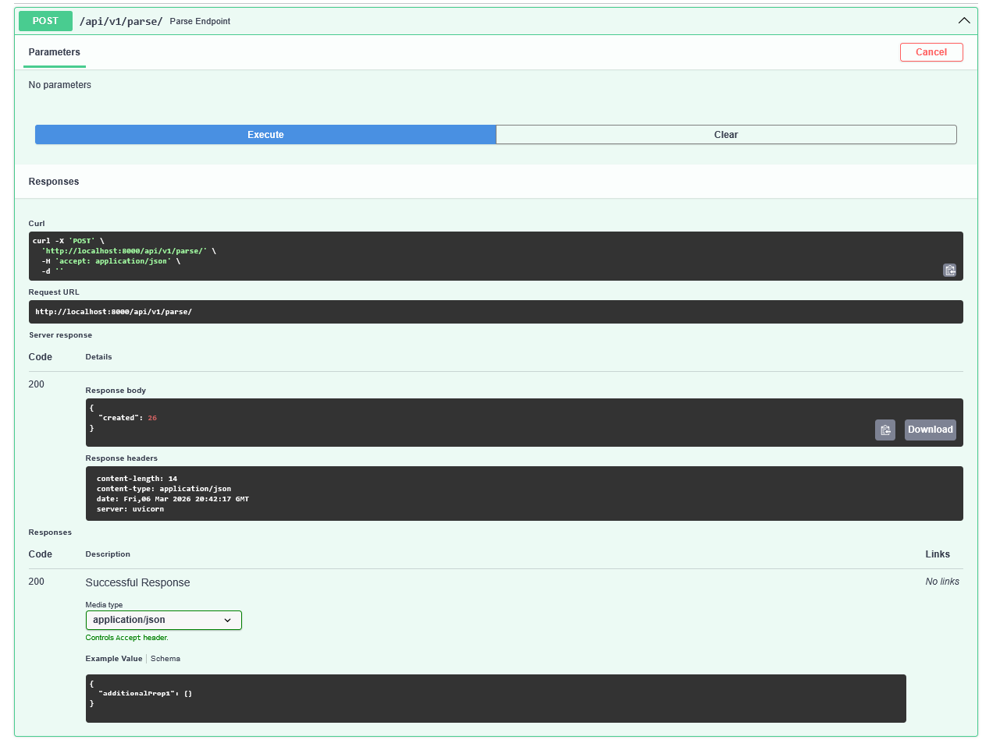 POST /api/v1/parse/ Parse Endpoint
Parameters
Cancel
No parameters
Execute
Clear
Responses
Curl
curl -X 'POST' \
  'http://localhost:8000/api/v1/parse/' \
  -H 'accept: application/json' \
  -d ''
Request URL
http://localhost:8000/api/v1/parse/
Server response
Code Details
200
Response body
{
  "created": 26
}
Download
Response headers
content-length: 14
content-type: application/json
date: Fri,06 Mar 2026 20:42:17 GMT
server: uvicorn
Responses
Code Description Links
200 Successful Response No links
Media type
application/json
Controls Accept header.
Example Value Schema
{
  "additionalProp1": {}
}